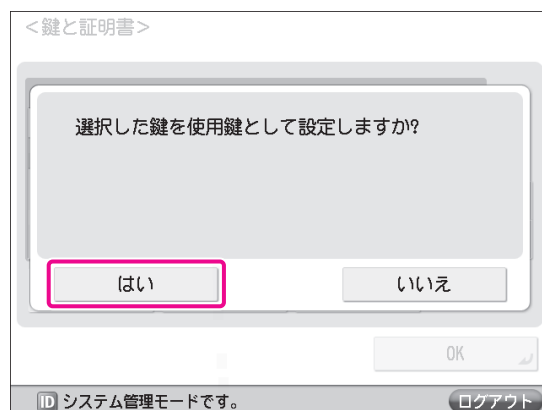 <鍵と証明書>
選択した鍵を使用鍵として設定しますか?
はい
いいえ
OK
ID システム管理モードです。
ログアウト